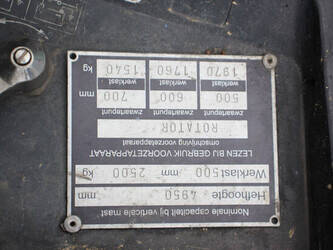 Nominale capaciteit bij verticale mast
Hefhoogte 4950 mm
Werklast 500 mm 2500 kg
LEZEN BIJ GEBRUIK VOORZETAPPARAAT
omschrijving voorzetapparaat
ROTATOR
zwaartepunt zwaartepunt zwaartepunt
500 600 700 mm
werklast werklast werklast
1970 1760 1540 kg